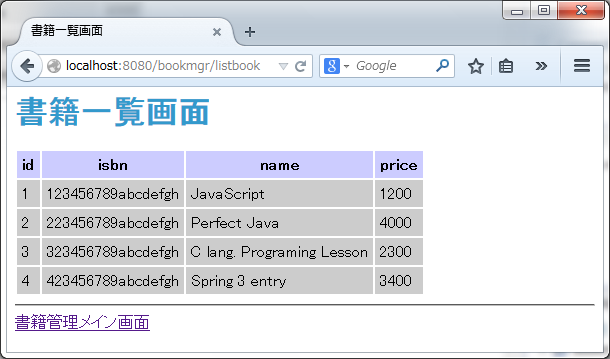 書籍一覧画面
localhost:8080/bookmgr/listbook
Google
書籍一覧画面
id isbn name price
1 123456789abcdefgh JavaScript 1200
2 223456789abcdefgh Perfect Java 4000
3 323456789abcdefgh C lang. Programing Lesson 2300
4 423456789abcdefgh Spring 3 entry 3400
書籍管理メイン画面